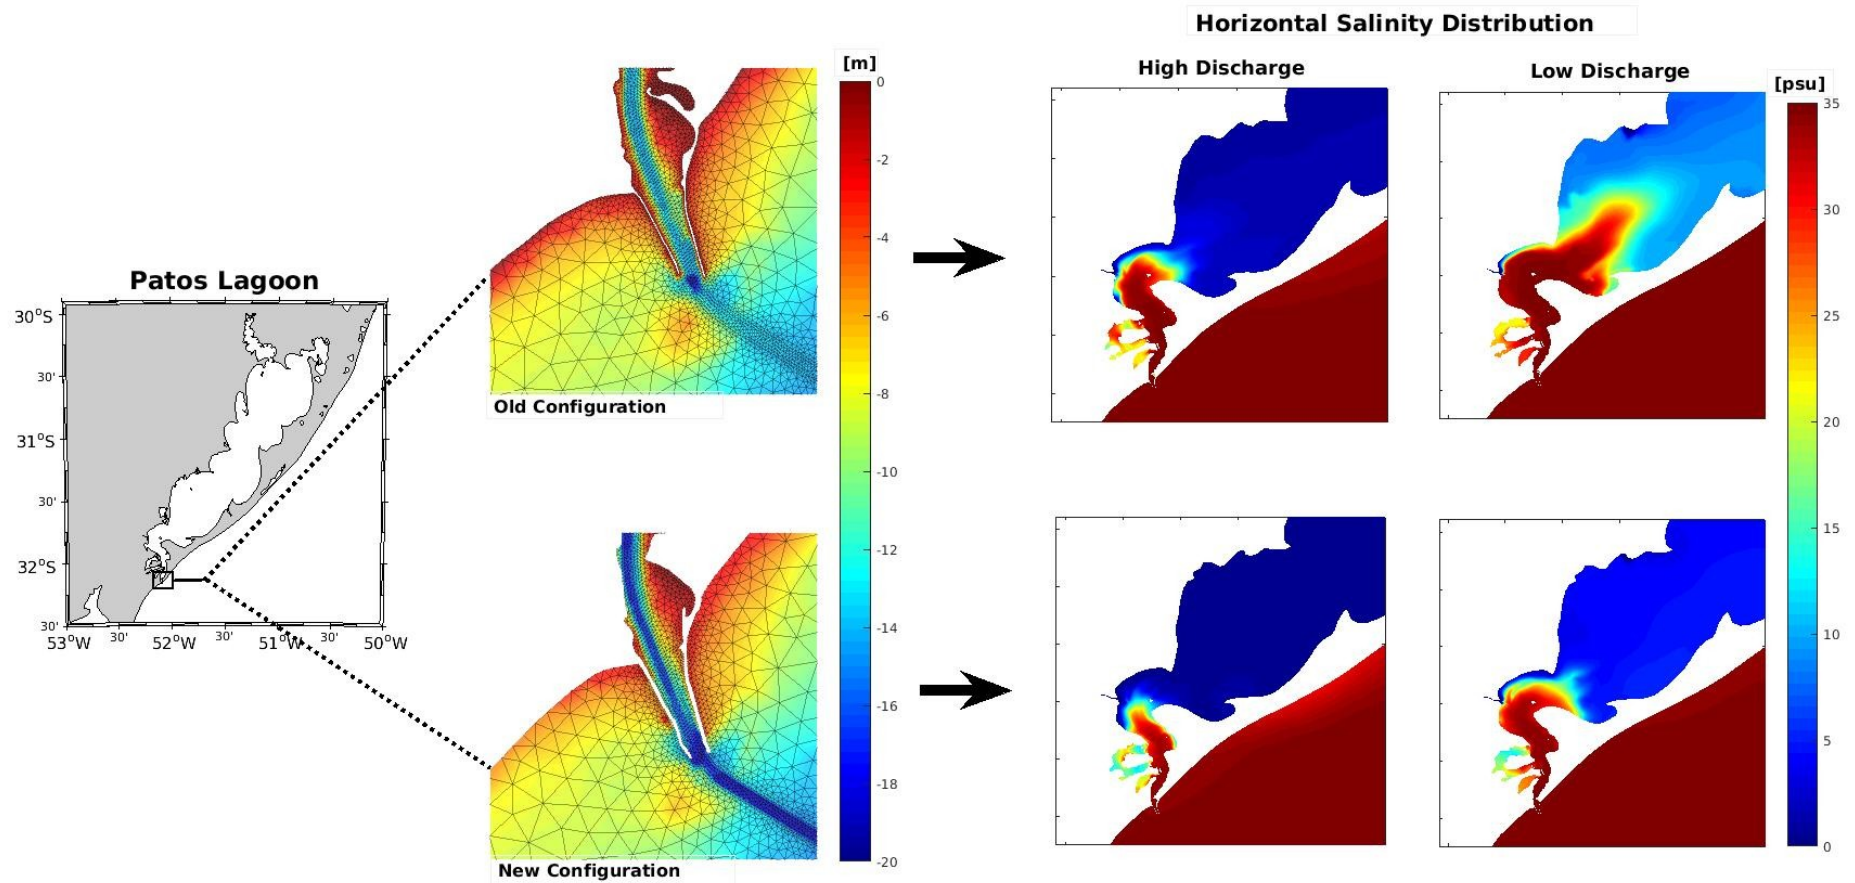 Horizontal Salinity Distribution
High Discharge
Low Discharge
[m]
[psu]
0
-2
-4
-6
-8
-10
-12
-14
-16
-18
-20
35
30
25
20
15
10
5
0
Old Configuration
New Configuration
Patos Lagoon
30°S
30'
31°S
30'
32°S
30'
53°W
30'
52°W
30'
51°W
30'
50°W